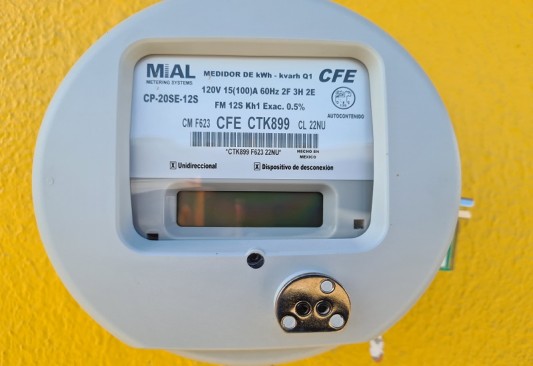 MIAL
METERING SYSTEMS
MEDIDOR DE kWh - kvarh Q1
CFE
120V 15(100)A 60Hz 2F 3H 2E
CP-20SE-12S
FM 12S Kh1 Exac. 0.5%
AUTOCONTENIDO
CM F623 CFE CTK899 CL 22NU
*CTK899 F623 22NU*
HECHO EN
MEXICO
X Unidireccional
X Dispositivo de desconexión